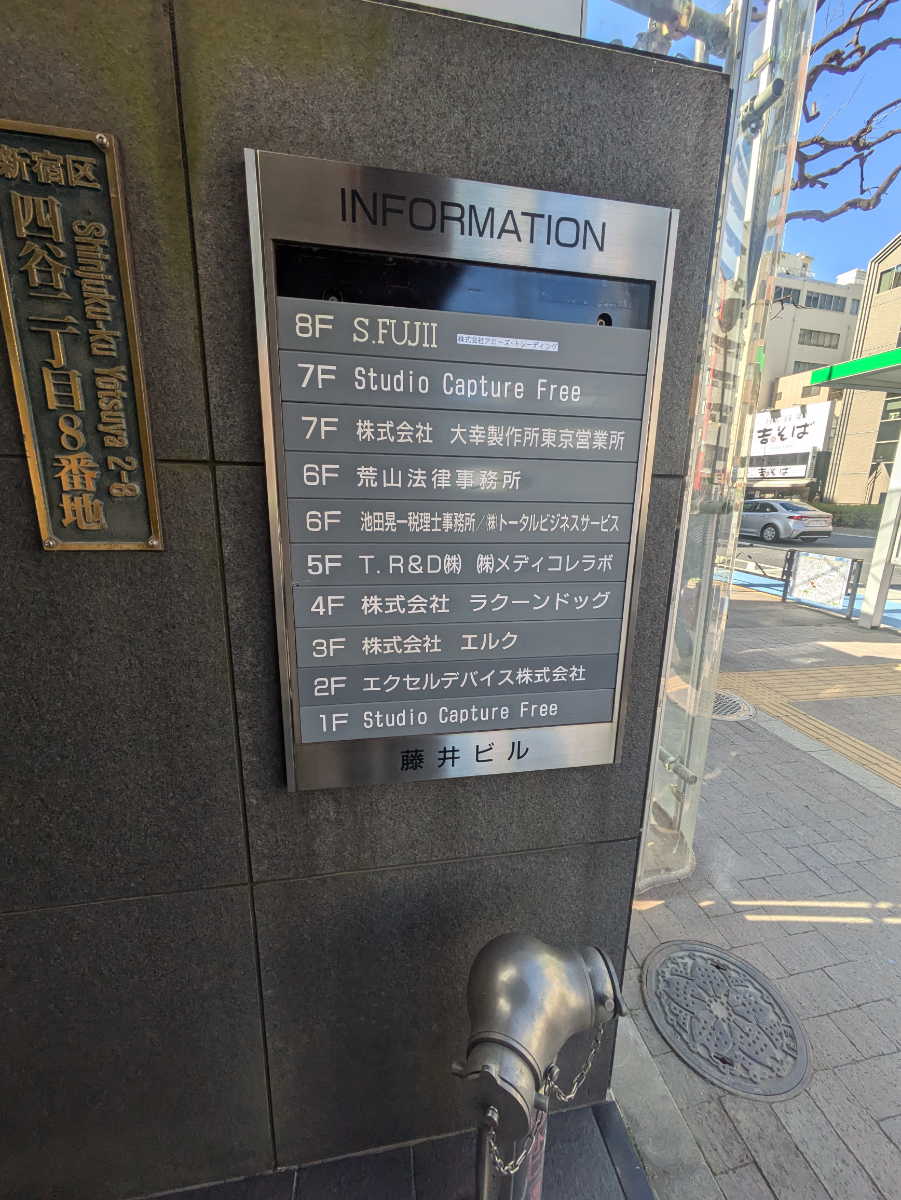 新宿区
四谷二丁目8番地
Shinjuku-ku Yotsuya 2-8
INFORMATION
8F S.FUJII 株式会社アローズ・トレーディング
7F Studio Capture Free
7F 株式会社 大幸製作所東京営業所
6F 荒山法律事務所
6F 池田晃一税理士事務所/㈱トータルビジネスサービス
5F T.R&D㈱ ㈱メディコレラボ
4F 株式会社 ラクーンドッグ
3F 株式会社 エルク
2F エクセルデバイス株式会社
1F Studio Capture Free
藤井ビル
吉そば
吉そば